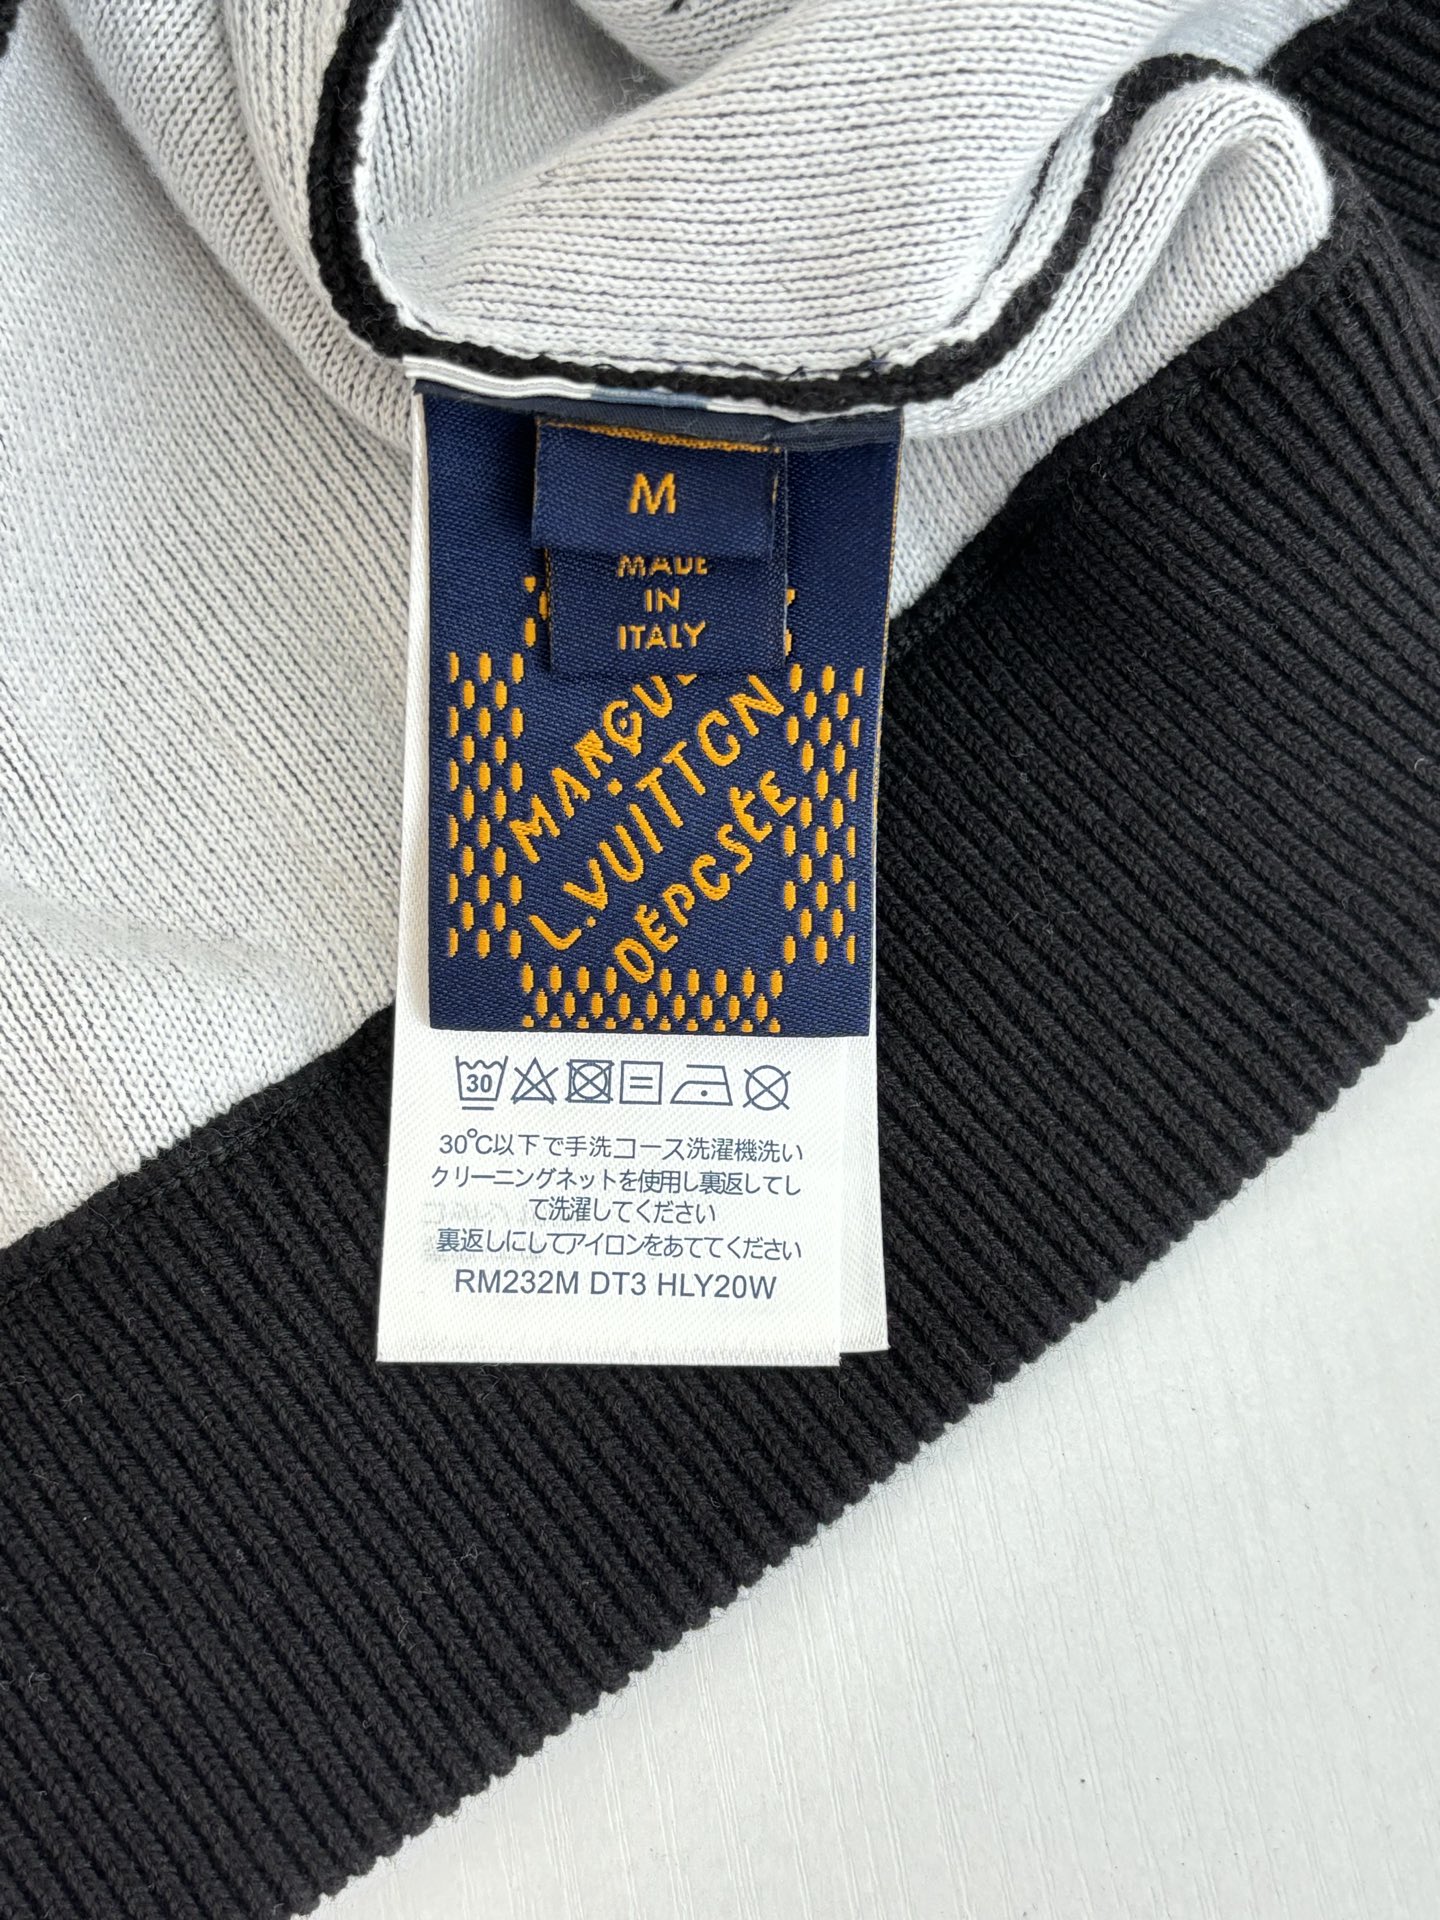 M
MADE
IN
ITALY
L.VUITTCN
DÉPCSÉE
30
30℃以下で手洗コース洗濯機洗い
クリーニングネットを使用し裏返してし
て洗濯してください
裏返しにしてアイロンをあててください
RM232M DT3 HLY20W